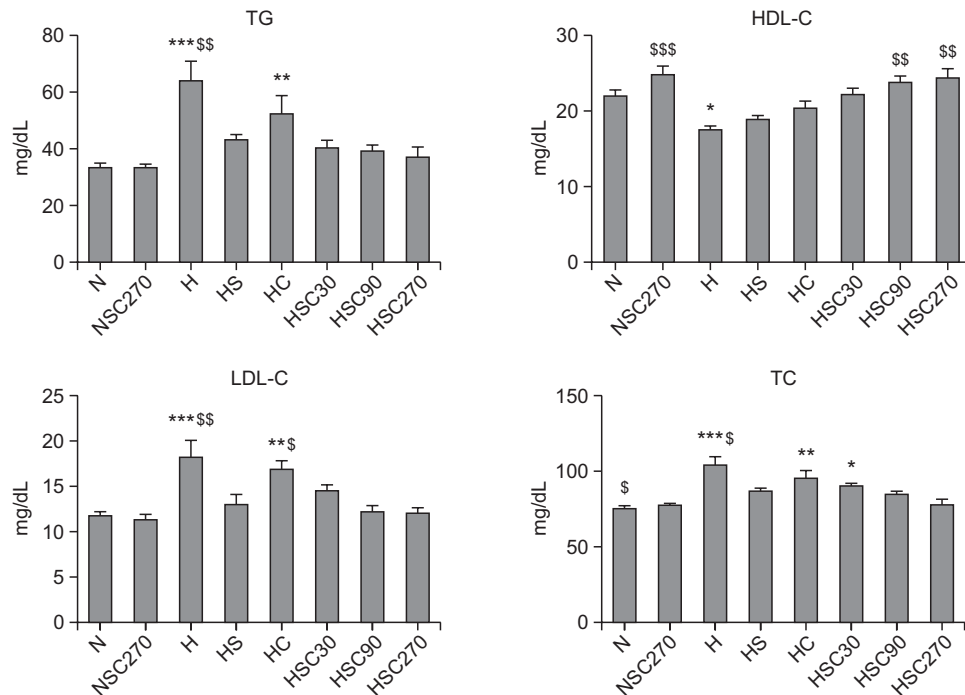 TG
mg/dL
80
60
40
20
0
***$$
**
N
NSC270
H
HS
HC
HSC30
HSC90
HSC270
HDL-C
mg/dL
30
20
10
0
$$$
*
$$
$$
N
NSC270
H
HS
HC
HSC30
HSC90
HSC270
LDL-C
mg/dL
25
20
15
10
5
0
***$$
**$
N
NSC270
H
HS
HC
HSC30
HSC90
HSC270
TC
mg/dL
150
100
50
0
$
***$
**
*
N
NSC270
H
HS
HC
HSC30
HSC90
HSC270